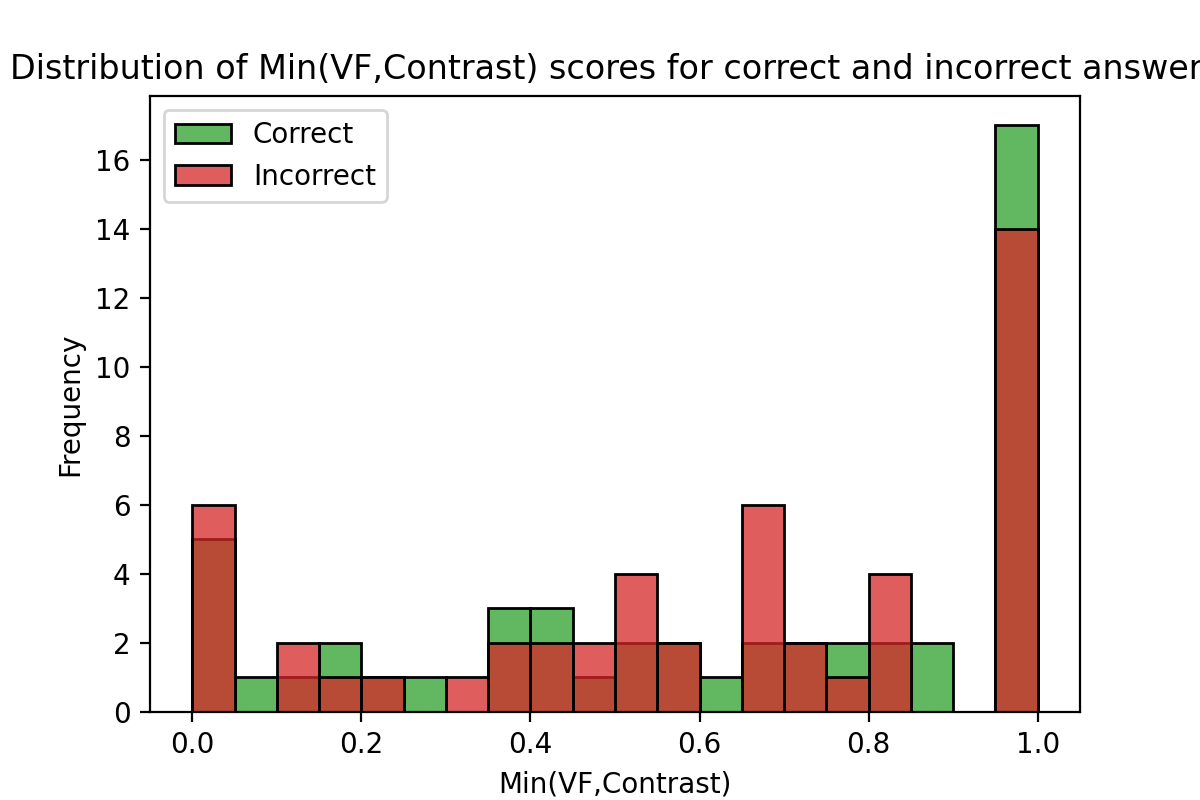 Distribution of Min(VF,Contrast) scores for correct and incorrect answer
Correct
Incorrect
16
14
12
10
8
6
4
2
0
Frequency
0.0 0.2 0.4 0.6 0.8 1.0
Min(VF,Contrast)